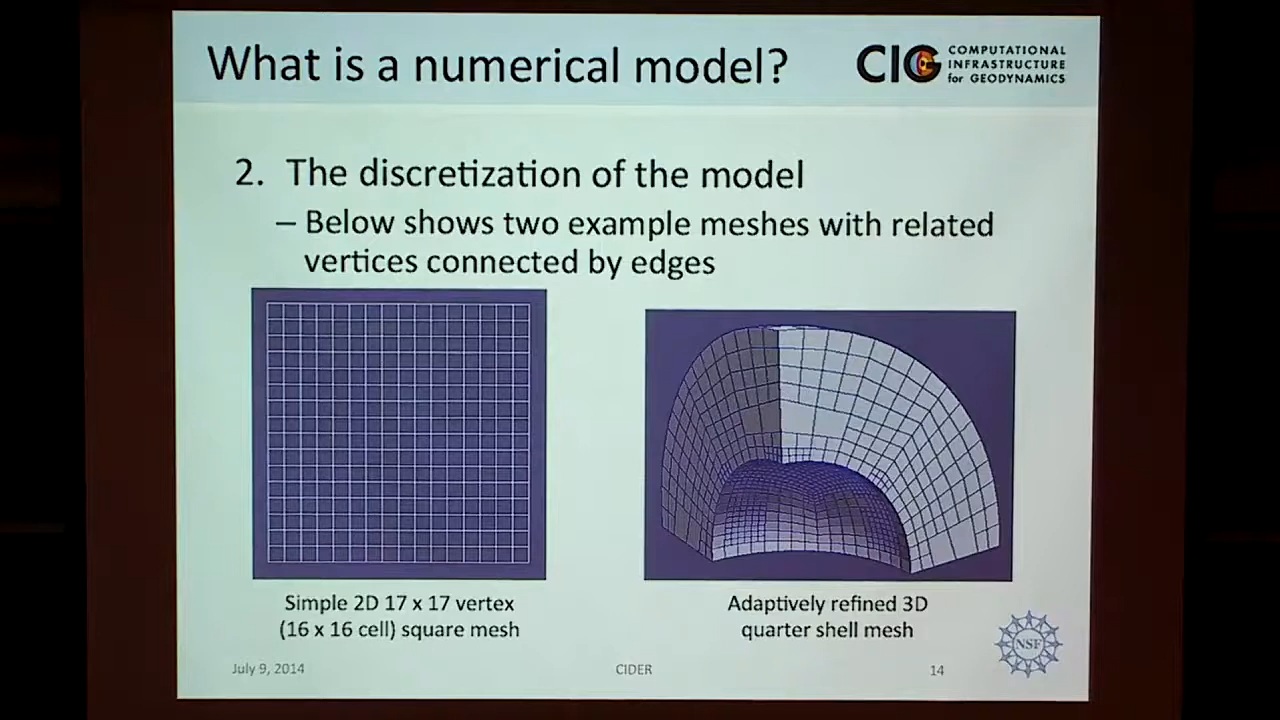 What is a numerical model?
CIG COMPUTATIONAL
INFRASTRUCTURE
for GEODYNAMICS
2. The discretization of the model
– Below shows two example meshes with related
vertices connected by edges
Simple 2D 17 x 17 vertex
(16 x 16 cell) square mesh
Adaptively refined 3D
quarter shell mesh
NSF
July 9, 2014
CIDER
14